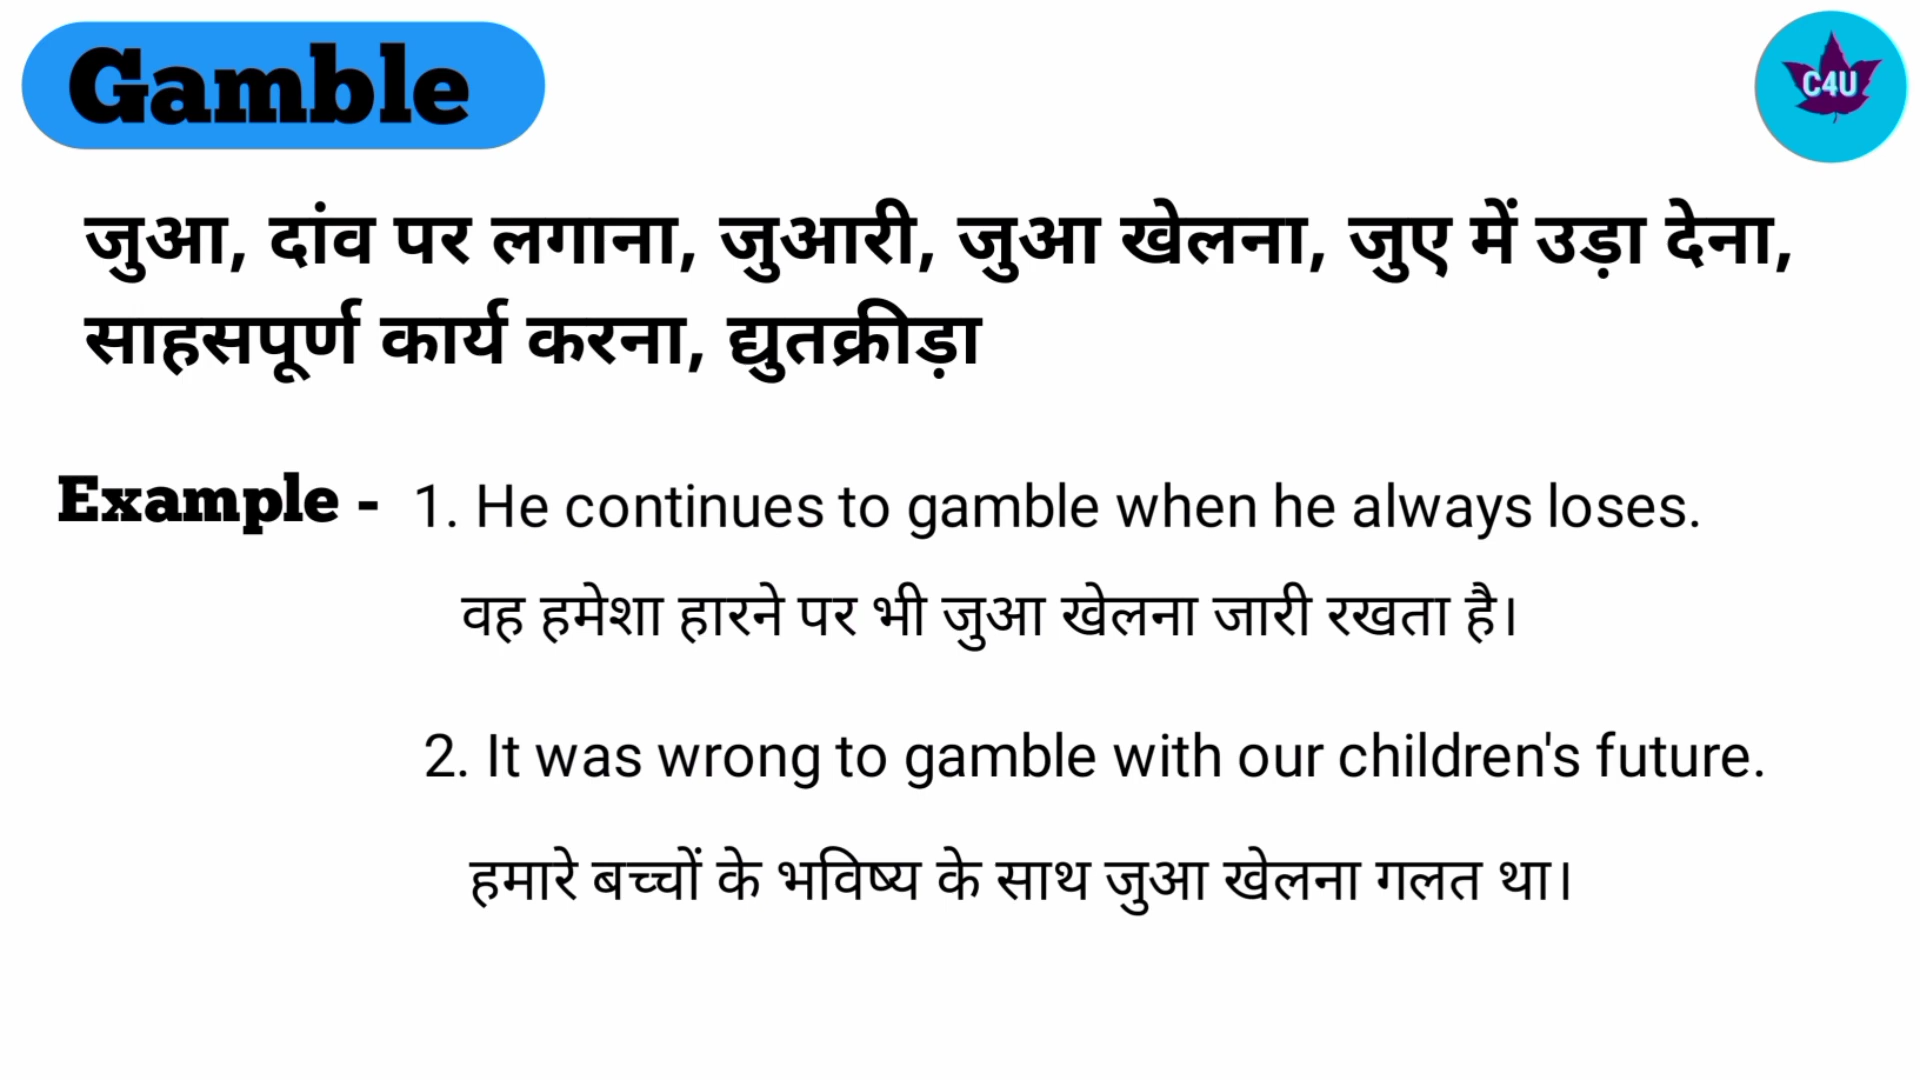 Gamble
C4U
जुआ, दांव पर लगाना, जुआरी, जुआ खेलना, जुए में उड़ा देना,
साहसपूर्ण कार्य करना, द्युतक्रीड़ा
Example - 1. He continues to gamble when he always loses.
वह हमेशा हारने पर भी जुआ खेलना जारी रखता है।
2. It was wrong to gamble with our children's future.
हमारे बच्चों के भविष्य के साथ जुआ खेलना गलत था।